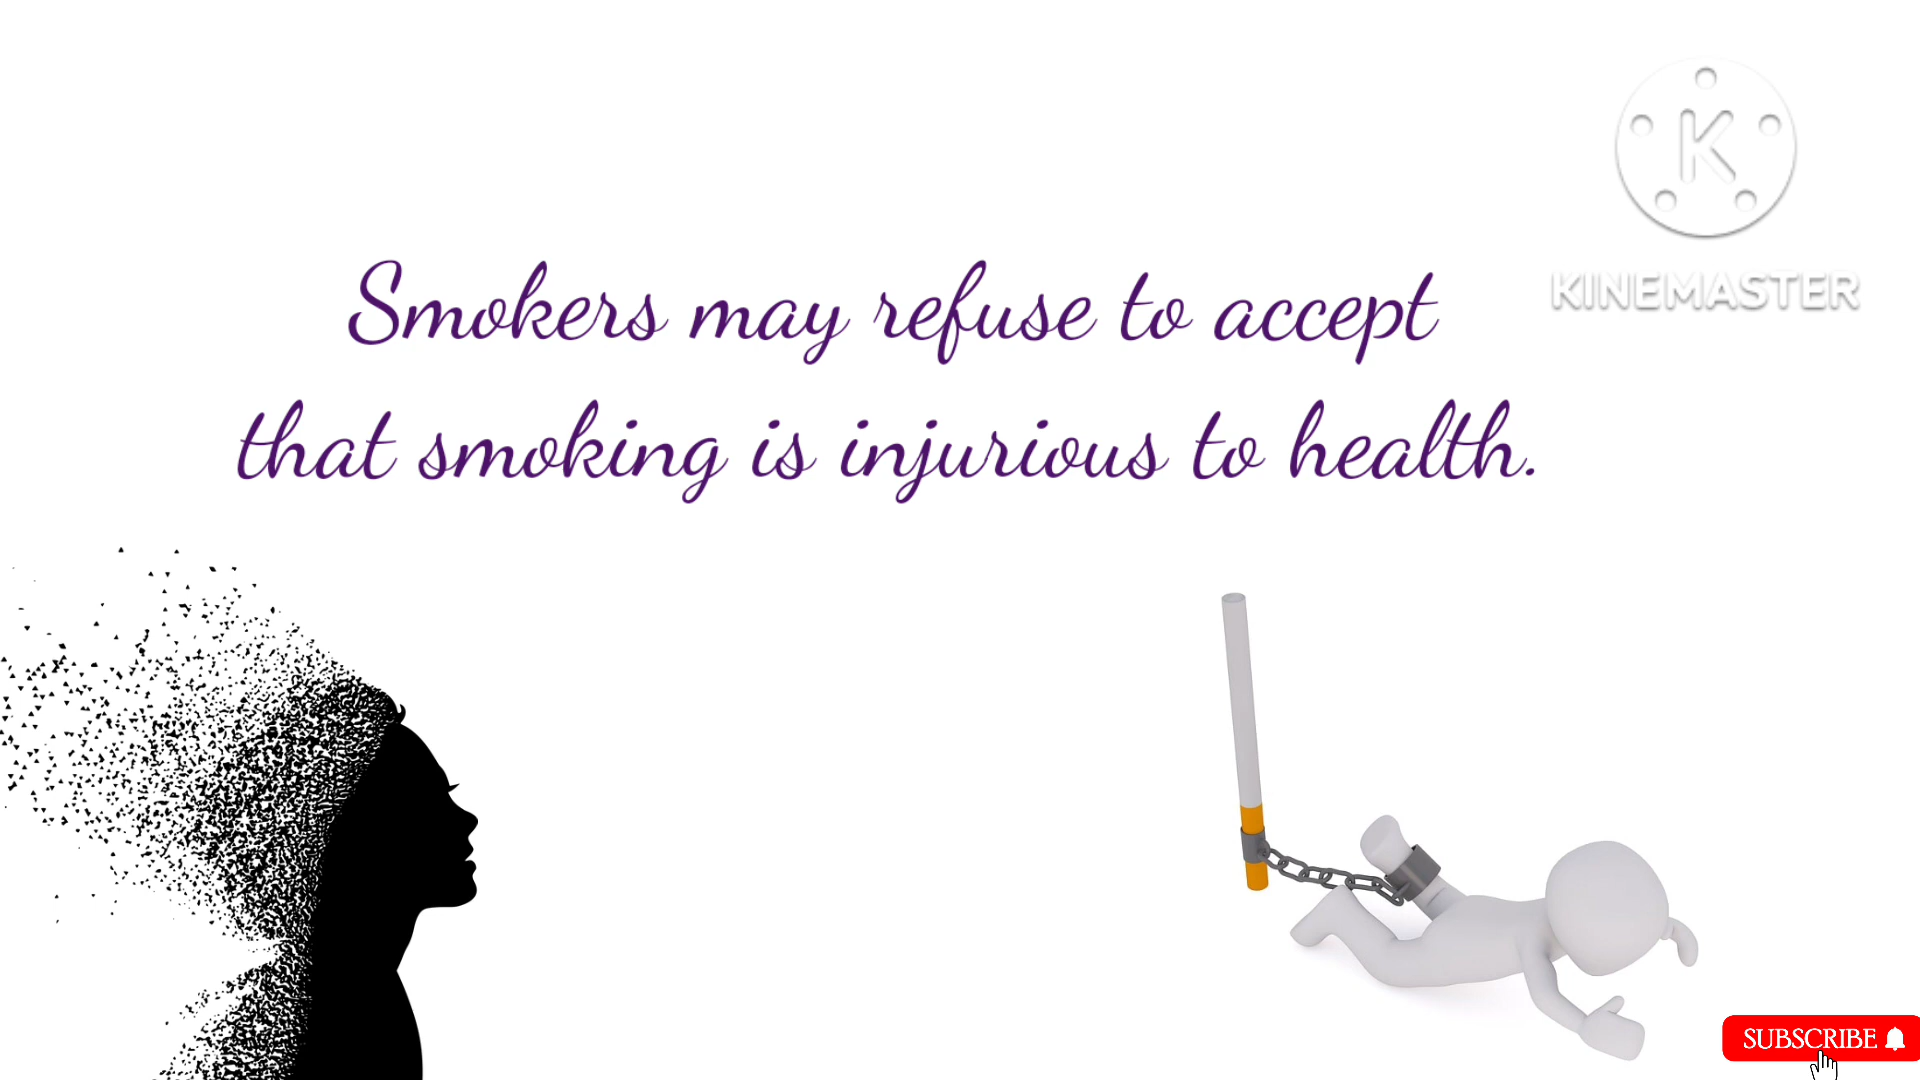 K
KINEMASTER
Smokers may refuse to accept
that smoking is injurious to health.
SUBSCRIBE